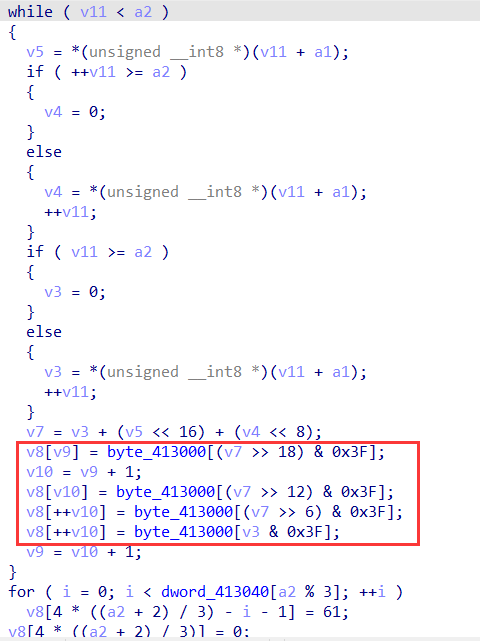 while ( v11 < a2 )
{
v5 = *(unsigned __int8 *)(v11 + a1);
if ( ++v11 >= a2 )
{
v4 = 0;
}
else
{
v4 = *(unsigned __int8 *)(v11 + a1);
++v11;
}
if ( v11 >= a2 )
{
v3 = 0;
}
else
{
v3 = *(unsigned __int8 *)(v11 + a1);
++v11;
}
v7 = v3 + (v5 << 16) + (v4 << 8);
v8[v9] = byte_413000[(v7 >> 18) & 0x3F];
v10 = v9 + 1;
v8[v10] = byte_413000[(v7 >> 12) & 0x3F];
v8[++v10] = byte_413000[(v7 >> 6) & 0x3F];
v8[++v10] = byte_413000[v3 & 0x3F];
v9 = v10 + 1;
}
for ( i = 0; i < dword_413040[a2 % 3]; ++i )
v8[4 * ((a2 + 2) / 3) - i - 1] = 61;
v8[4 * ((a2 + 2) / 3)] = 0;